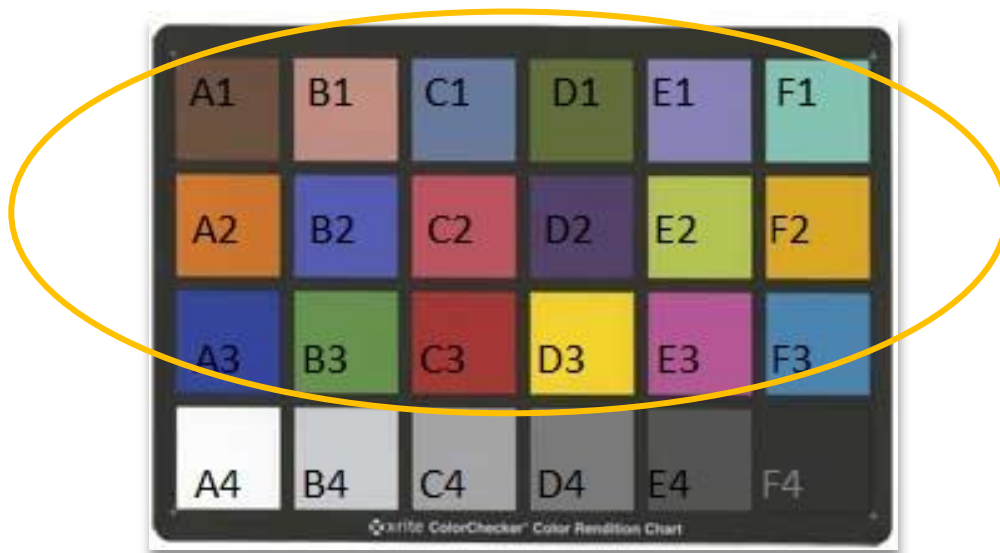 A1 B1 C1 D1 E1 F1
A2 B2 C2 D2 E2 F2
A3 B3 C3 D3 E3 F3
A4 B4 C4 D4 E4 F4
x·rite ColorChecker® Color Rendition Chart